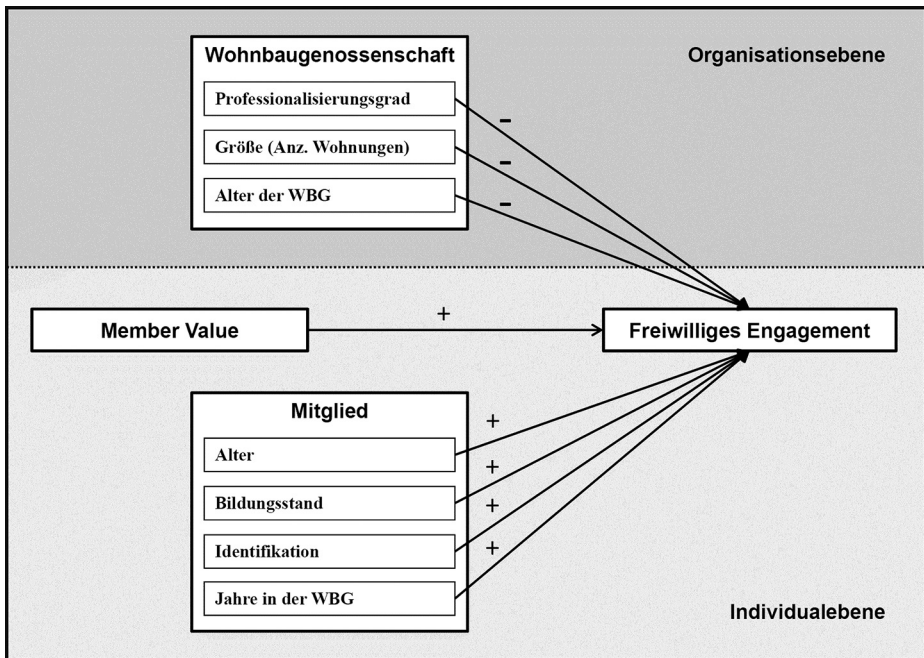 Wohnbaugenossenschaft
Organisationsebene
Professionalisierungsgrad
–
Größe (Anz. Wohnungen)
–
Alter der WBG
–
Member Value
+
Freiwilliges Engagement
Mitglied
+
Alter
+
Bildungsstand
+
Identifikation
+
Jahre in der WBG
Individualebene